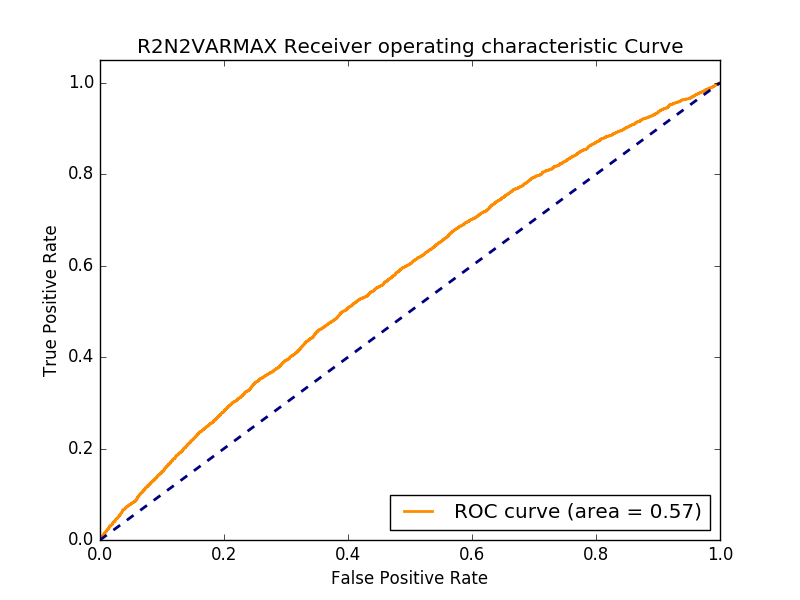 R2N2VARMAX Receiver operating characteristic Curve
1.0
0.8
0.6
0.4
0.2
0.0
True Positive Rate
ROC curve (area = 0.57)
0.0 0.2 0.4 0.6 0.8 1.0
False Positive Rate